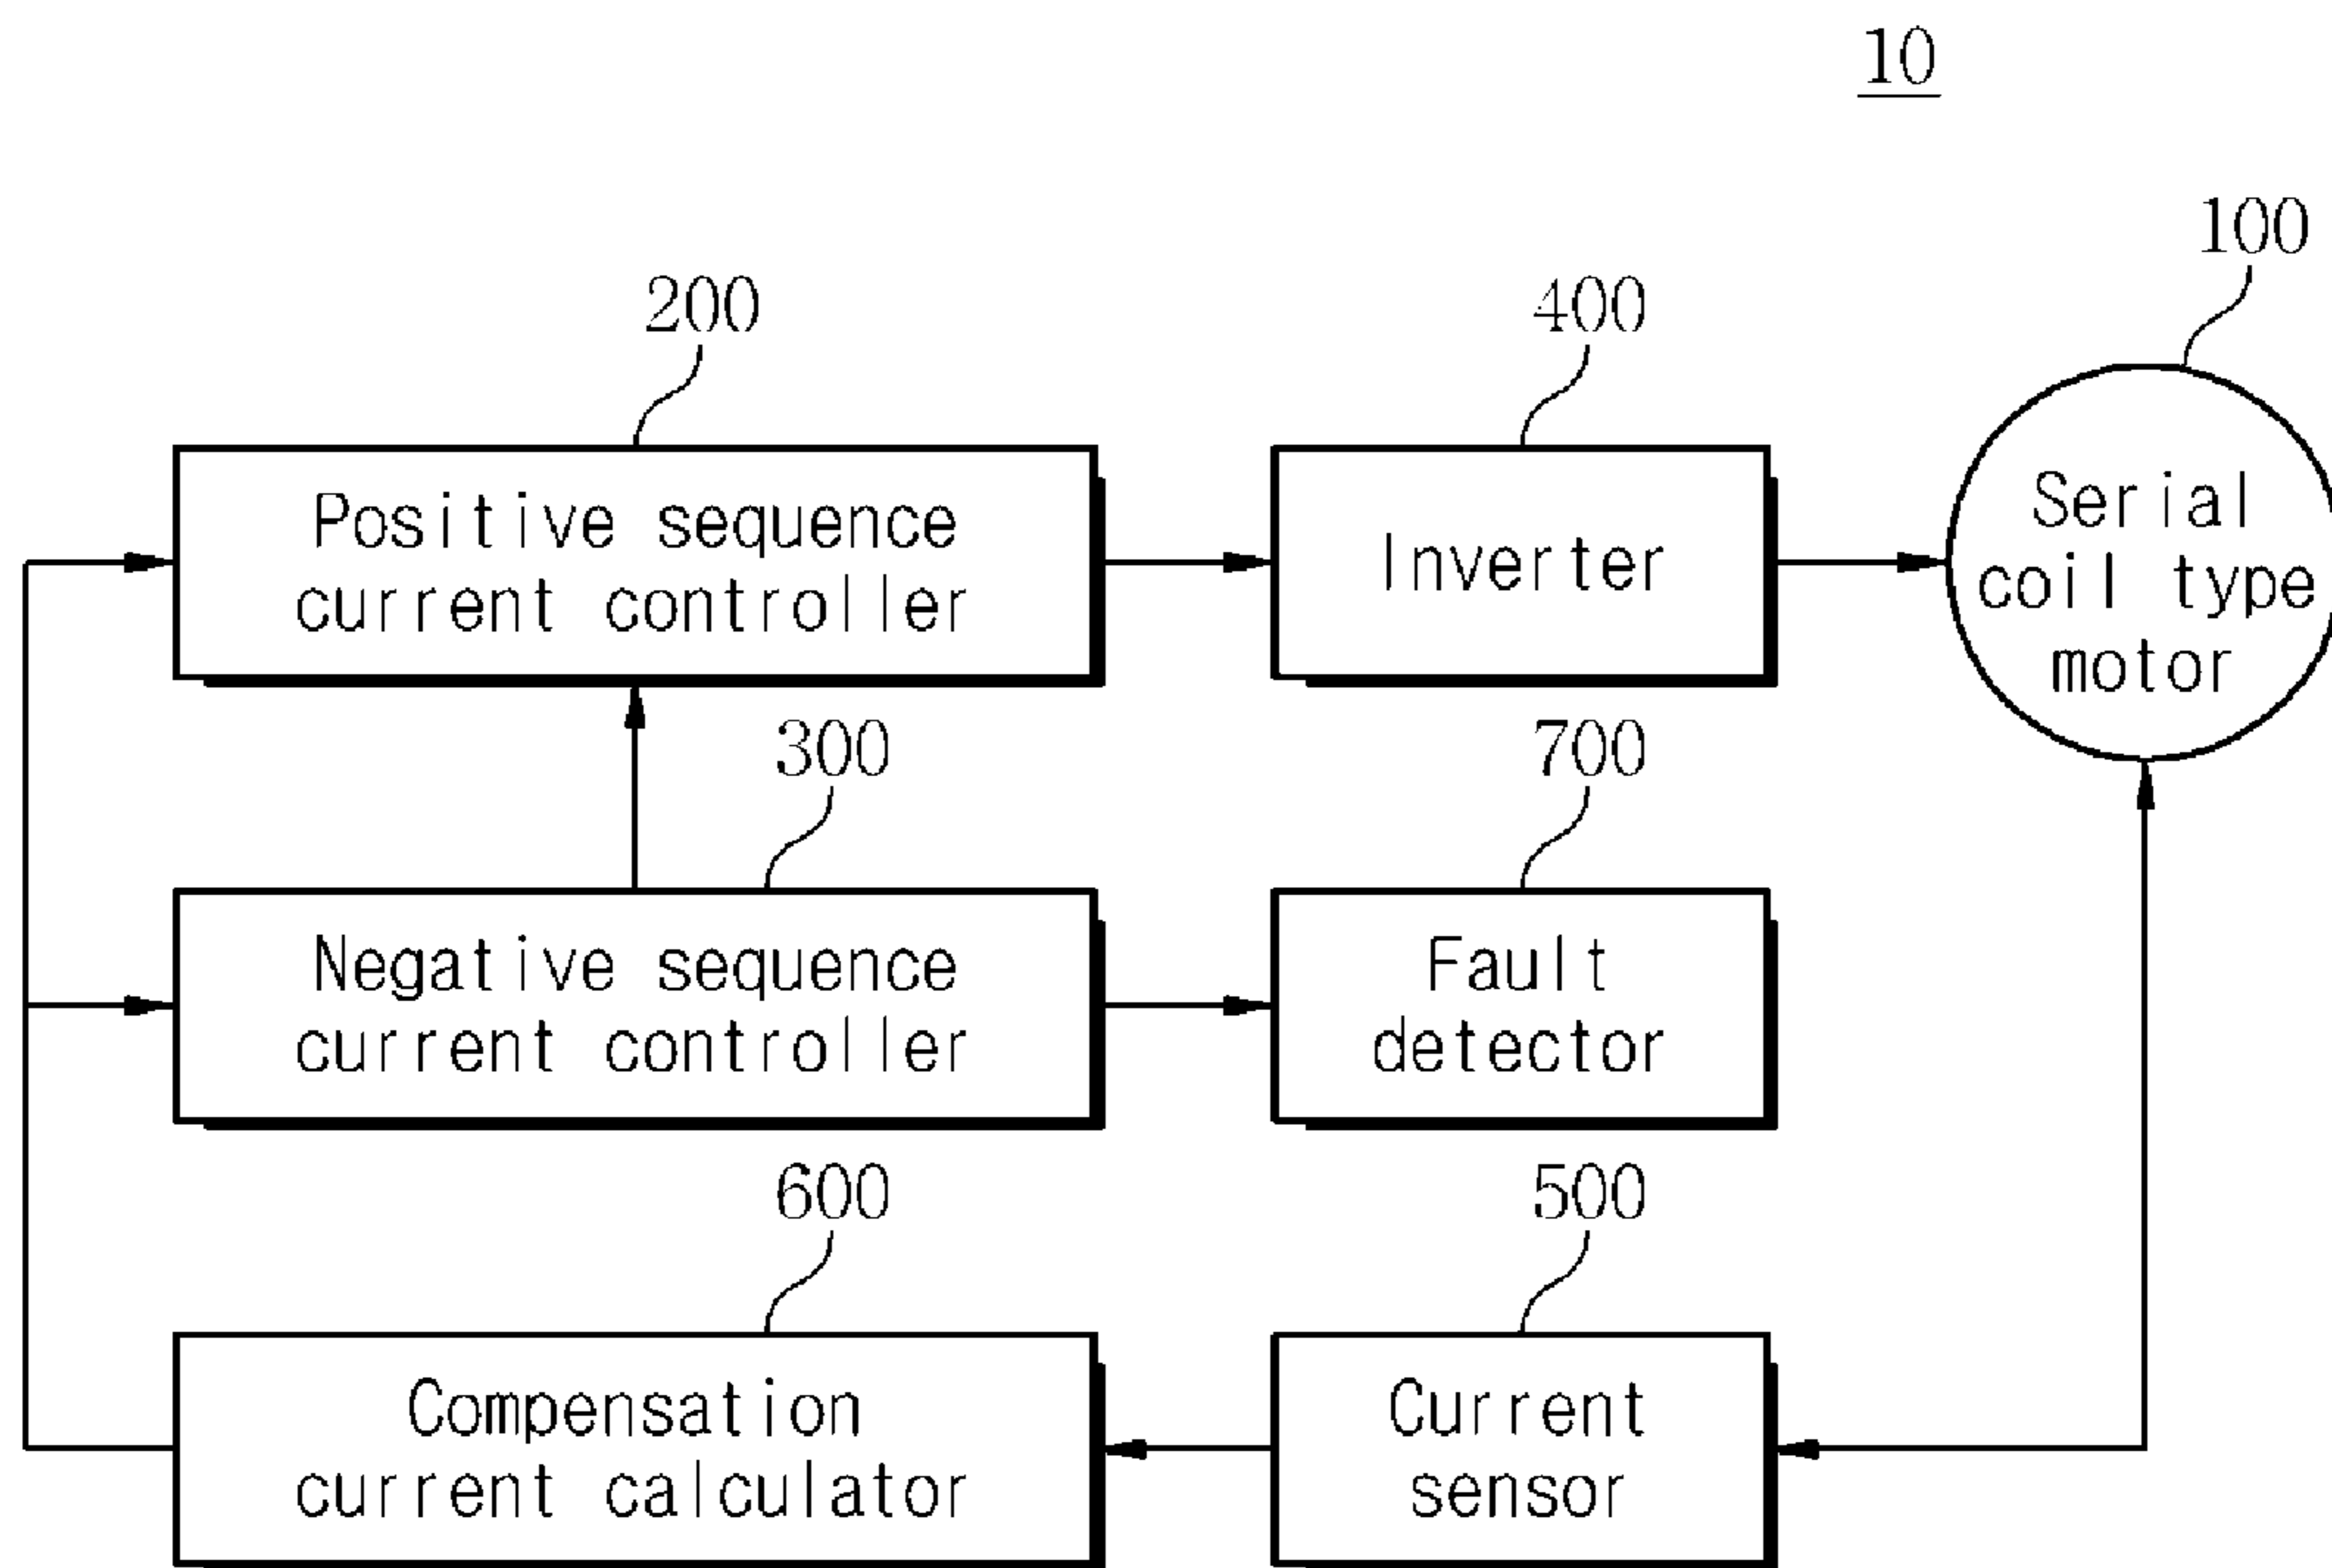 10
100
200
400
Positive sequence
current controller
Inverter
Serial
coil type
motor
300
700
Negative sequence
current controller
Fault
detector
600
500
Compensation
current calculator
Current
sensor